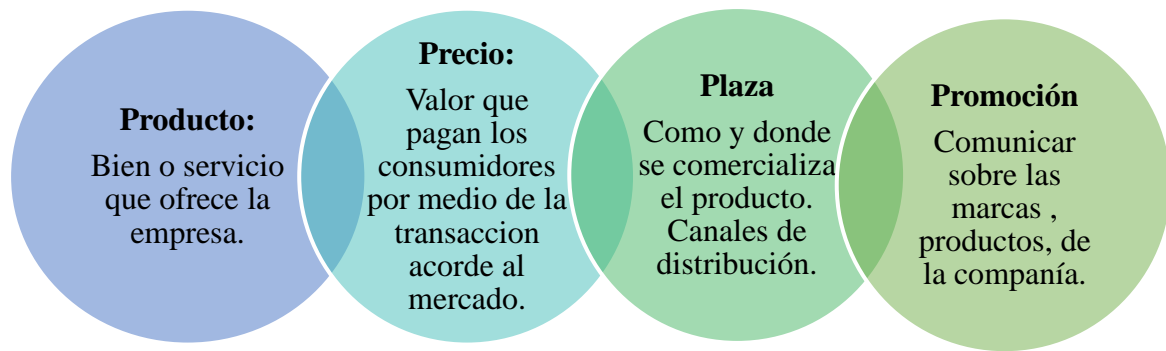 Producto:
Bien o servicio
que ofrece la
empresa.
Precio:
Valor que
pagan los
consumidores
por medio de la
transaccion
acorde al
mercado.
Plaza
Como y donde
se comercializa
el producto.
Canales de
distribución.
Promoción
Comunicar
sobre las
marcas ,
productos, de
la companía.